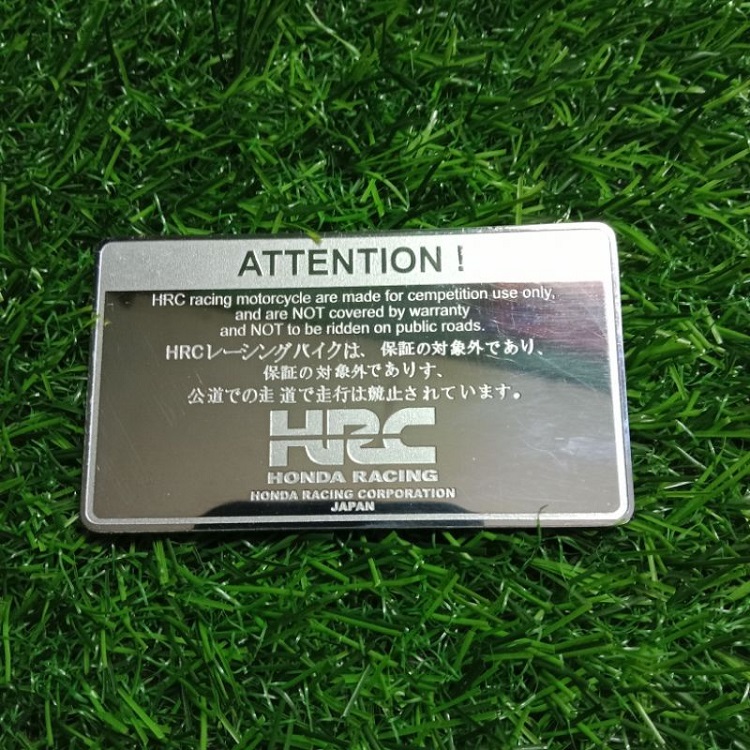 ATTENTION !
HRC racing motorcycle are made for cempetition use only,
and are NOT covered by warranty
and NOT to be ridden on public roads.
HRCレーシングバイクは、保証の対象外であり、
保証の対象外でありす、
公道での走 道で走行は競止されています。
HRC
HONDA RACING
HONDA RACING CORPORATION
JAPAN